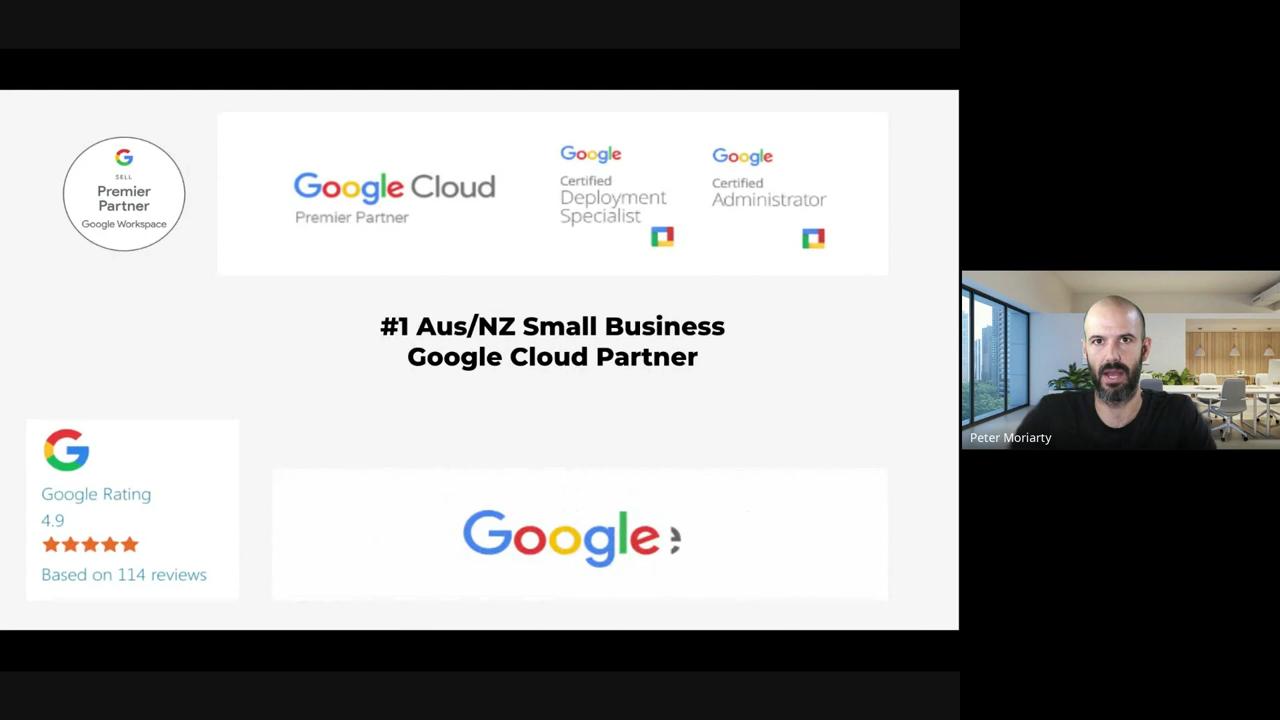 G
SELL
Premier
Partner
Google Workspace
Google Cloud
Premier Partner
Google
Certified
Deployment
Specialist
Google
Certified
Administrator
#1 Aus/NZ Small Business
Google Cloud Partner
G
Google Rating
4.9
Based on 114 reviews
Google
Peter Moriarty